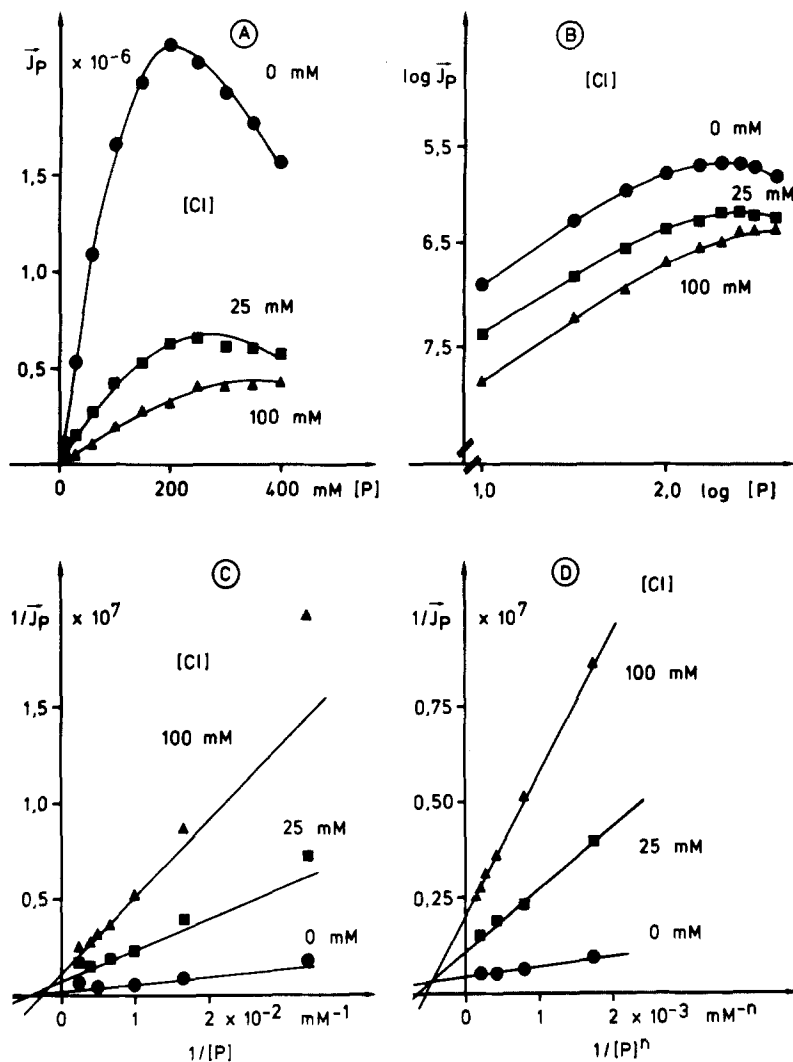 A
J⃗P × 10⁻⁶
0 mM
1,5
[Cl]
1,0
25 mM
0,5
100 mM
0
0 200 400
mM [P]
B
log J⃗P
[Cl]
0 mM
5,5
25 mM
6,5
100 mM
7,5
1,0 2,0 log [P]
C
1/J⃗P × 10⁷
[Cl]
1,5
100 mM
1,0
25 mM
0,5
0 mM
0
0 1 2 × 10⁻² mM⁻¹
1/[P]
D
[Cl]
1/J⃗P × 10⁷
100 mM
0,75
0,50
25 mM
0,25
0 mM
0
0 1 2 × 10⁻³ mM⁻ⁿ
1/[P]ⁿ